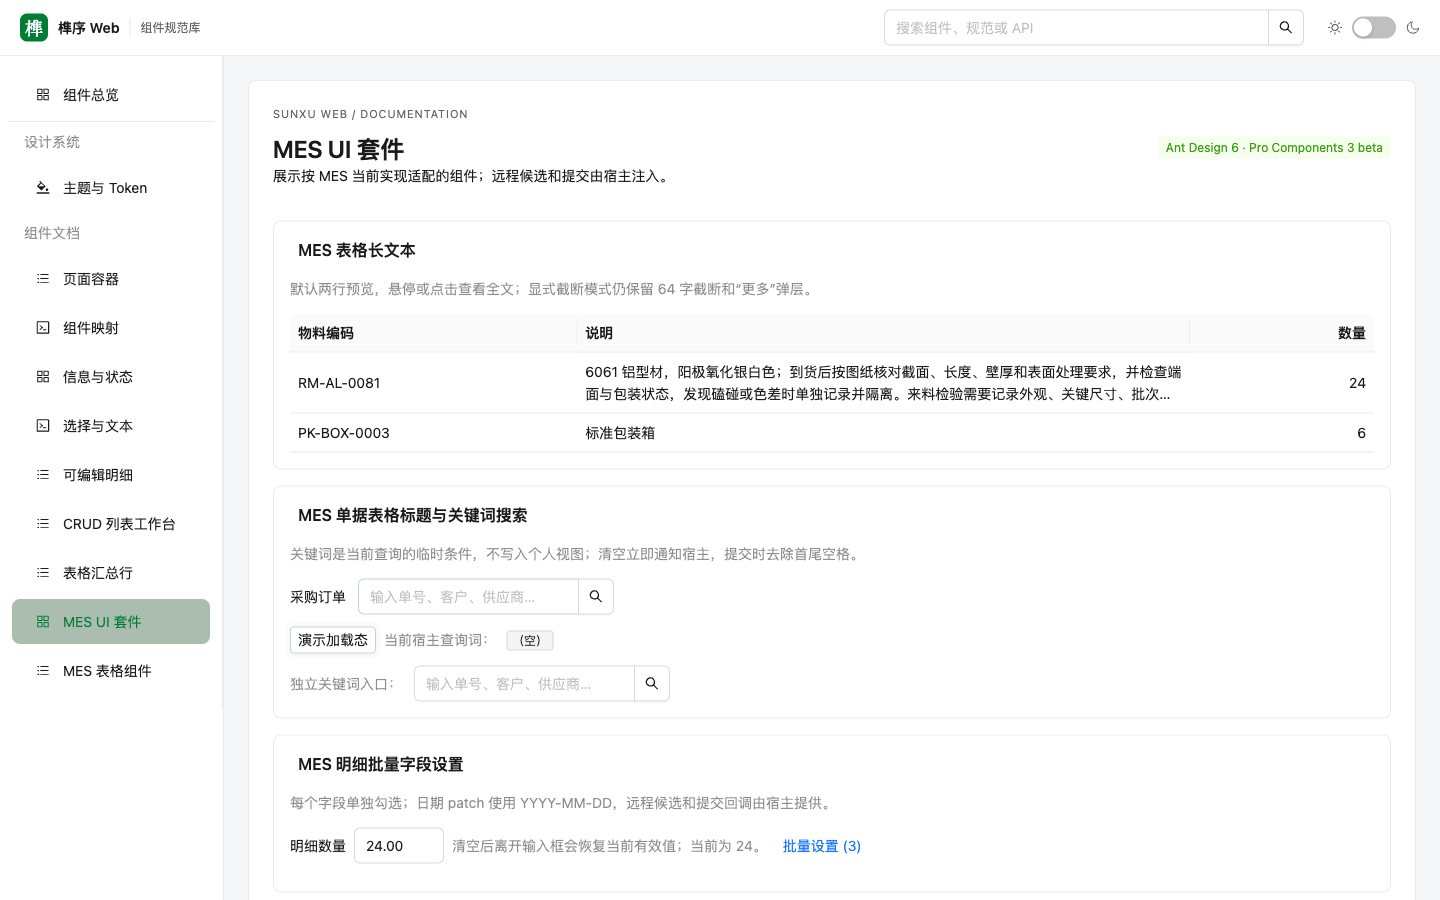 榫 榫序 Web 组件规范库 搜索组件、规范或 API
组件总览
设计系统
主题与 Token
组件文档
页面容器
组件映射
信息与状态
选择与文本
可编辑明细
CRUD 列表工作台
表格汇总行
MES UI 套件
MES 表格组件
SUNXU WEB / DOCUMENTATION
MES UI 套件
Ant Design 6 · Pro Components 3 beta
展示按 MES 当前实现适配的组件；远程候选和提交由宿主注入。
MES 表格长文本
默认两行预览，悬停或点击查看全文；显式截断模式仍保留 64 字截断和“更多”弹层。
物料编码 说明 数量
RM-AL-0081 6061 铝型材，阳极氧化银白色；到货后按图纸核对截面、长度、壁厚和表面处理要求，并检查端 24
面与包装状态，发现磕碰或色差时单独记录并隔离。来料检验需要记录外观、关键尺寸、批次...
PK-BOX-0003 标准包装箱 6
MES 单据表格标题与关键词搜索
关键词是当前查询的临时条件，不写入个人视图；清空立即通知宿主，提交时去除首尾空格。
采购订单 输入单号、客户、供应商...
演示加载态 当前宿主查询词： (空)
独立关键词入口： 输入单号、客户、供应商...
MES 明细批量字段设置
每个字段单独勾选；日期 patch 使用 YYYY-MM-DD，远程候选和提交回调由宿主提供。
明细数量 24.00 清空后离开输入框会恢复当前有效值；当前为 24。 批量设置 (3)